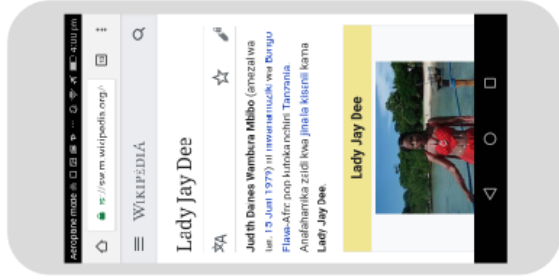 Aeroplane mode 4:00 pm
s://sw.m.wikipedia.org/
WIKIPEDIA
Lady Jay Dee
Judith Danes Wambura Mbibo (amezaliwa
tar. 15 Juni 1979) ni mwanamuziki wa Bongo
Flava-Afro pop kutoka nchini Tanzania.
Anafahamika zaidi kwa jina la kisanii kama
Lady Jay Dee.
Lady Jay Dee